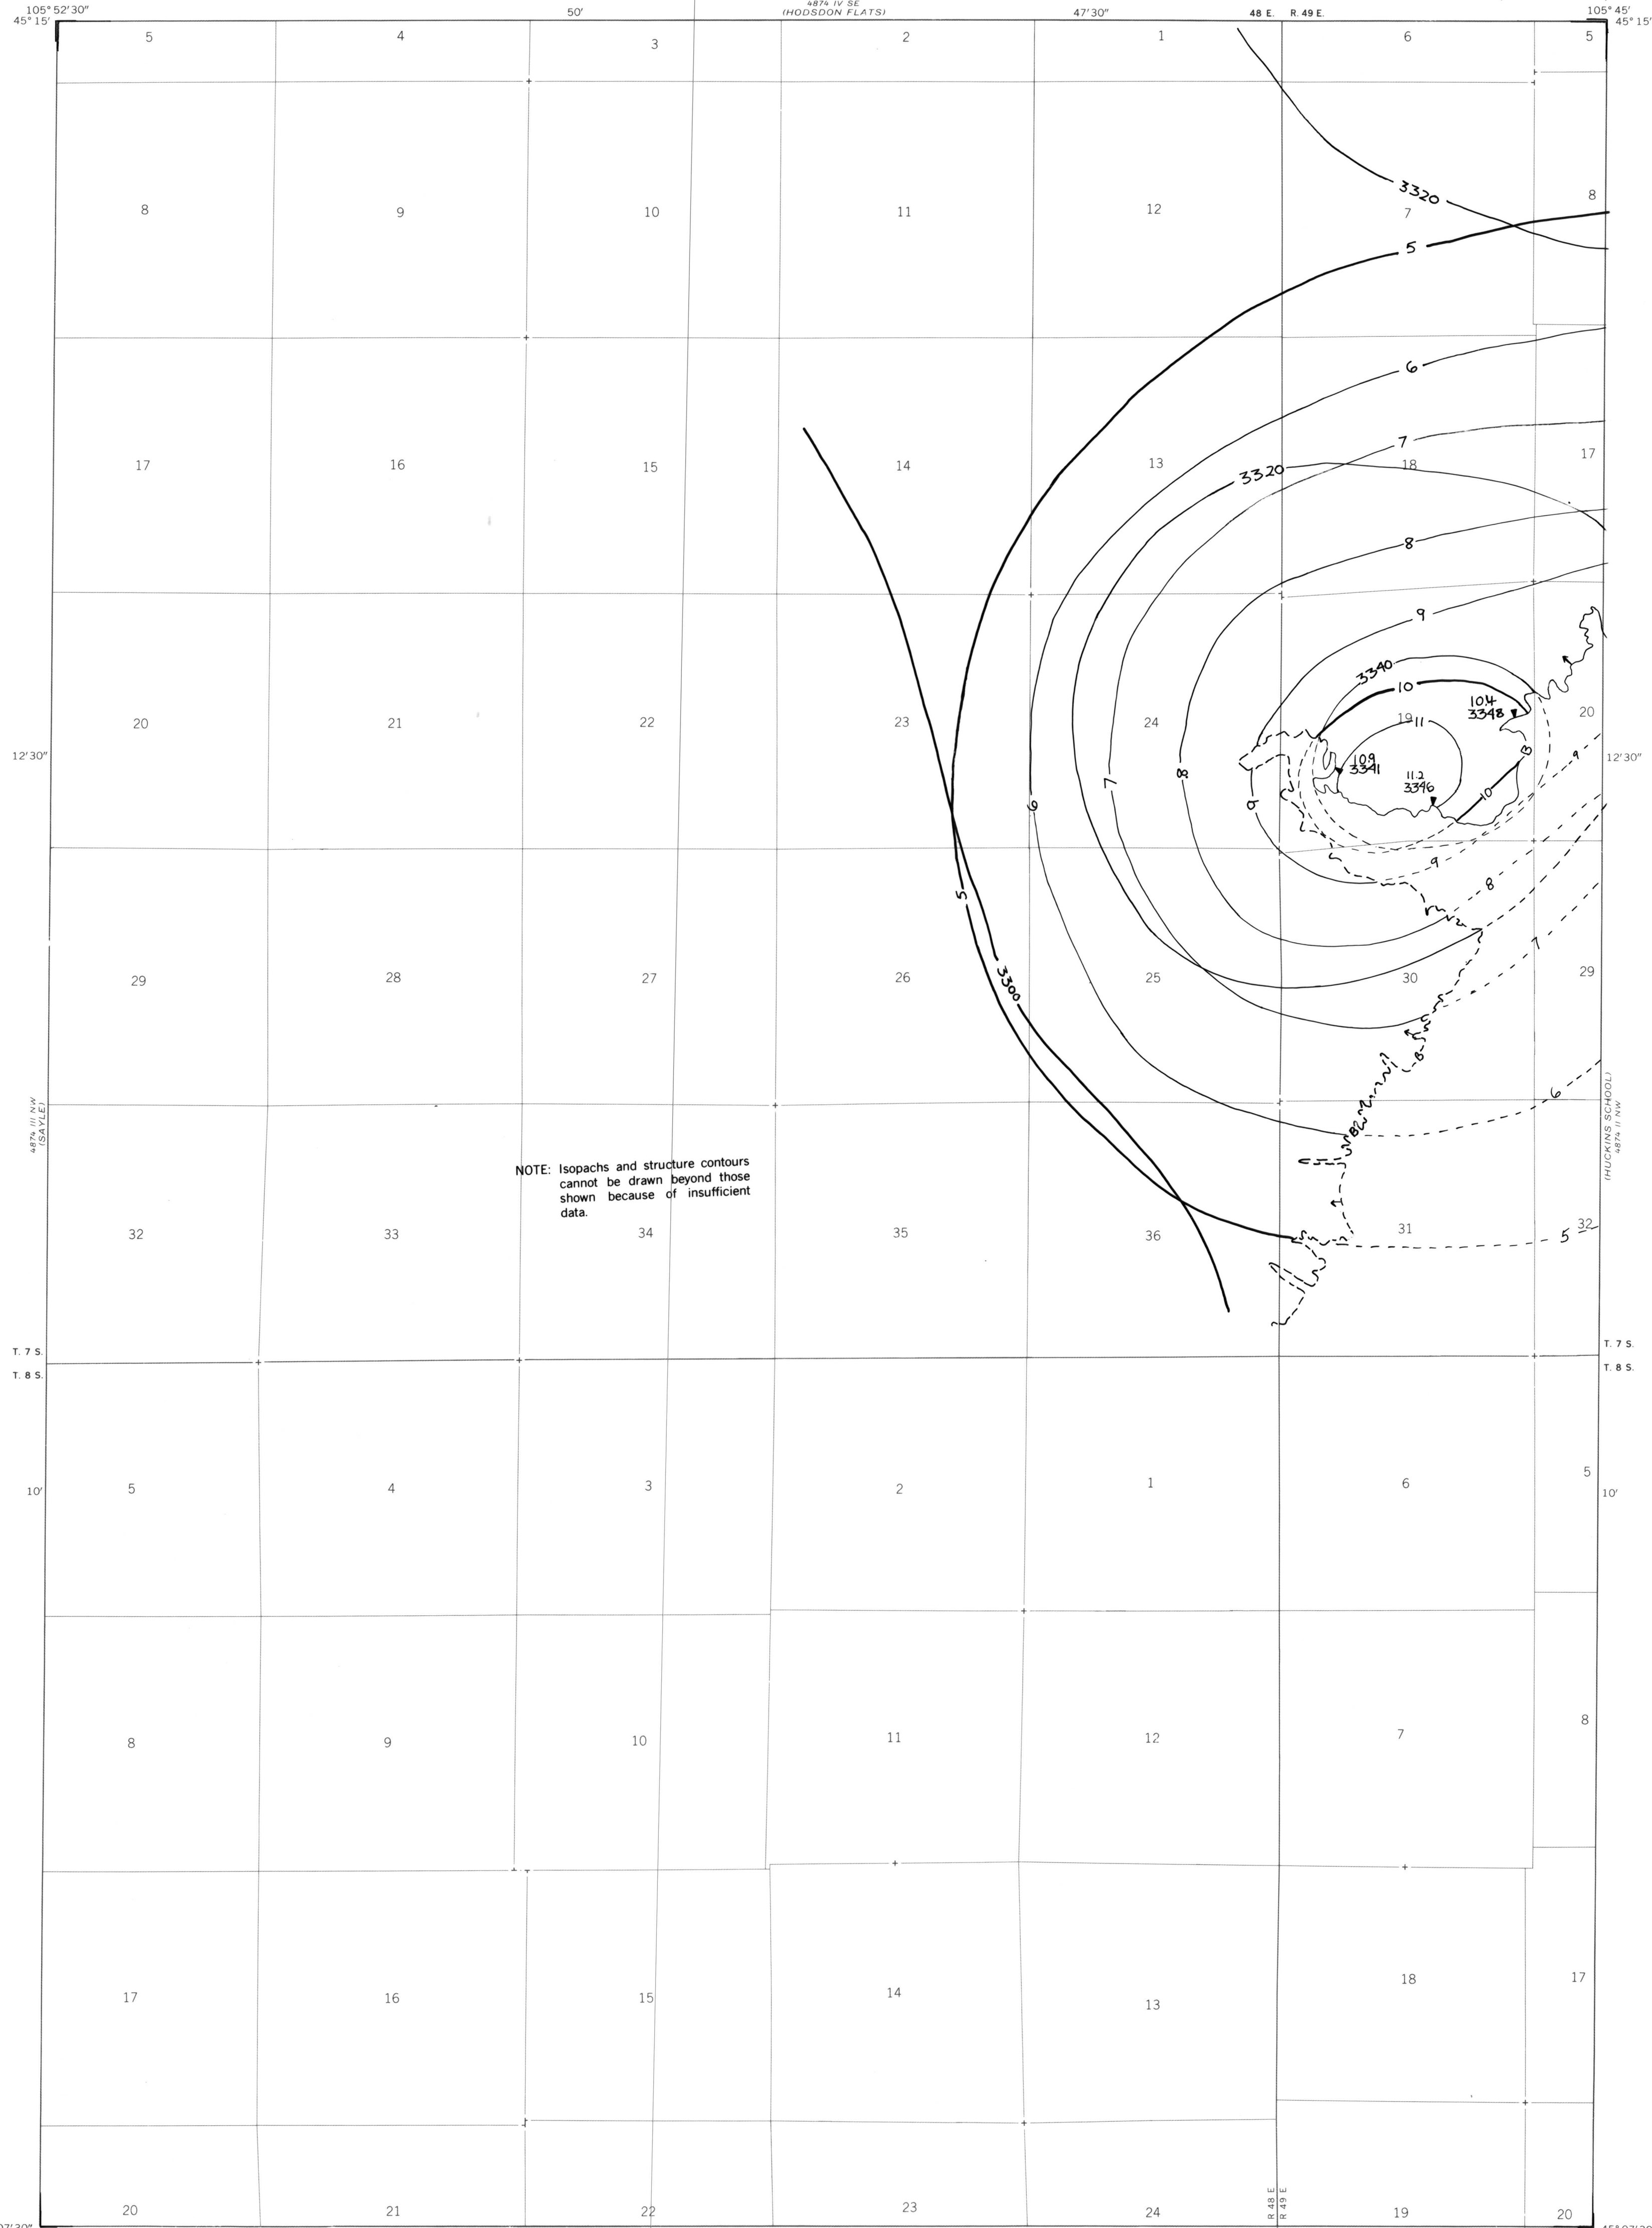 4874 IV SE
105° 52'30" 50' (HODSDON FLATS) 47'30" 48 E. R. 49 E. 105° 45'
45° 15' 45° 15'
5 4 3 2 1 6 5
3320
8 9 10 11 12 7 8
5
6
7
17 16 15 14 13 18 17
3320
8
9
3340
10
10.4
3348
20 21 22 23 24 19 11 20
12'30" 12'30"
B
9
10.9
3341
11.2
3346
7 8 9 6 10
9
8
5
7
29 28 27 26 25 30 29
3300
B
6
4874 III NW
(SAYLE)
(HUCKINS SCHOOL)
4874 II NW
B
NOTE: Isopachs and structure contours
cannot be drawn beyond those
shown because of insufficient
data.
32 33 34 35 36 31 32
5
T. 7 S. T. 7 S.
T. 8 S. T. 8 S.
5 4 3 2 1 6 5
10' 10'
8 9 10 11 12 7 8
17 16 15 14 13 18 17
R 48 E
R 49 E
20 21 22 23 24 19 20